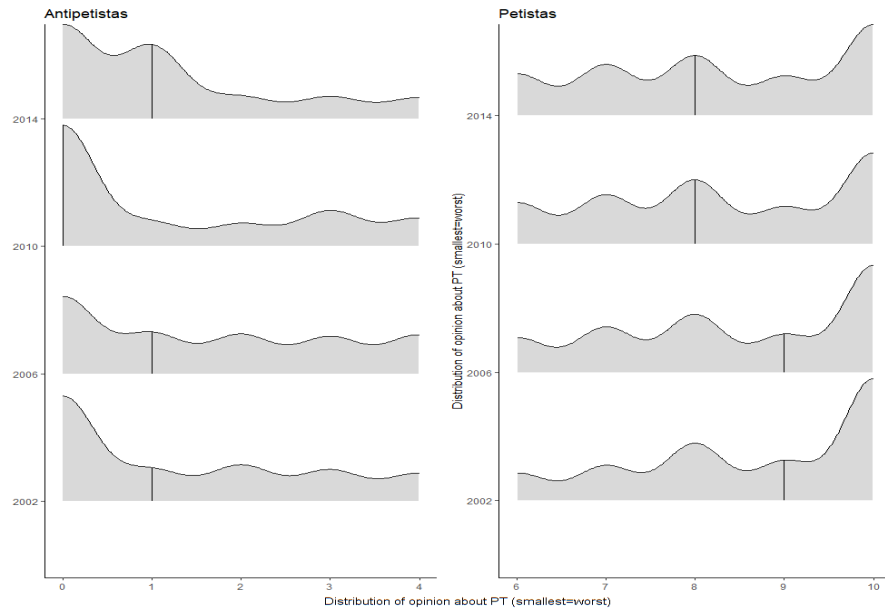 Antipetistas
2014
2010
2006
2002
0 1 2 3 4
Petistas
2014
2010
2006
2002
6 7 8 9 10
Distribution of opinion about PT (smallest=worst)
Distribution of opinion about PT (smallest=worst)